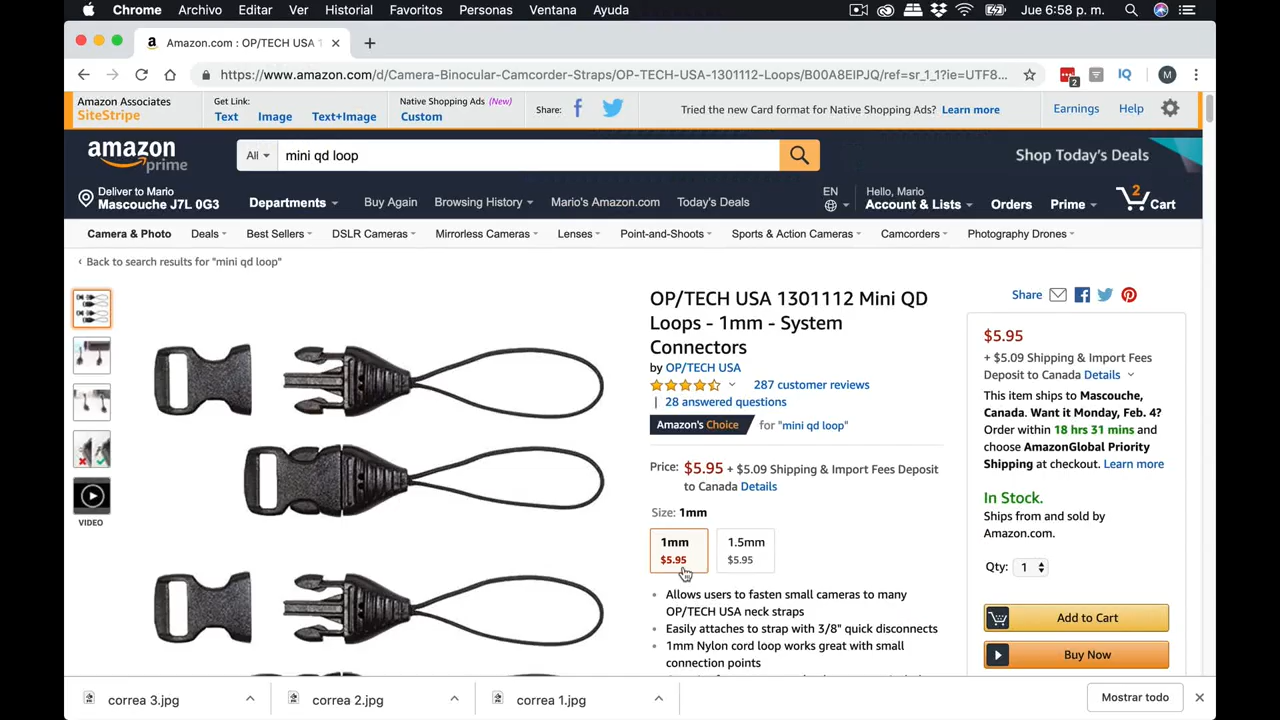 Chrome Archivo Editar Ver Historial Favoritos Personas Ventana Ayuda Jue 6:58 p. m.
a Amazon.com : OP/TECH USA 1
https://www.amazon.com/d/Camera-Binocular-Camcorder-Straps/OP-TECH-USA-1301112-Loops/B00A8EIPJQ/ref=sr_1_1?ie=UTF8... 2 IQ M
Amazon Associates
SiteStripe
Get Link:
Text Image Text+Image
Native Shopping Ads (New)
Custom
Share:
Tried the new Card format for Native Shopping Ads? Learn more
Earnings Help
amazon prime
All mini qd loop
Shop Today's Deals
Deliver to Mario
Mascouche J7L 0G3
Departments Buy Again Browsing History Mario's Amazon.com Today's Deals
EN
Hello, Mario
Account & Lists Orders Prime 2 Cart
Camera & Photo Deals Best Sellers DSLR Cameras Mirrorless Cameras Lenses Point-and-Shoots Sports & Action Cameras Camcorders Photography Drones
‹ Back to search results for "mini qd loop"
VIDEO
OP/TECH USA 1301112 Mini QD
Loops - 1mm - System
Connectors
by OP/TECH USA
287 customer reviews
| 28 answered questions
Amazon's Choice for "mini qd loop"
Price: $5.95 + $5.09 Shipping & Import Fees Deposit
to Canada Details
Size: 1mm
1mm
$5.95
1.5mm
$5.95
• Allows users to fasten small cameras to many
OP/TECH USA neck straps
• Easily attaches to strap with 3/8" quick disconnects
• 1mm Nylon cord loop works great with small
connection points
Share
$5.95
+ $5.09 Shipping & Import Fees
Deposit to Canada Details
This item ships to Mascouche,
Canada. Want it Monday, Feb. 4?
Order within 18 hrs 31 mins and
choose AmazonGlobal Priority
Shipping at checkout. Learn more
In Stock.
Ships from and sold by
Amazon.com.
Qty: 1
Add to Cart
Buy Now
correa 3.jpg correa 2.jpg correa 1.jpg Mostrar todo